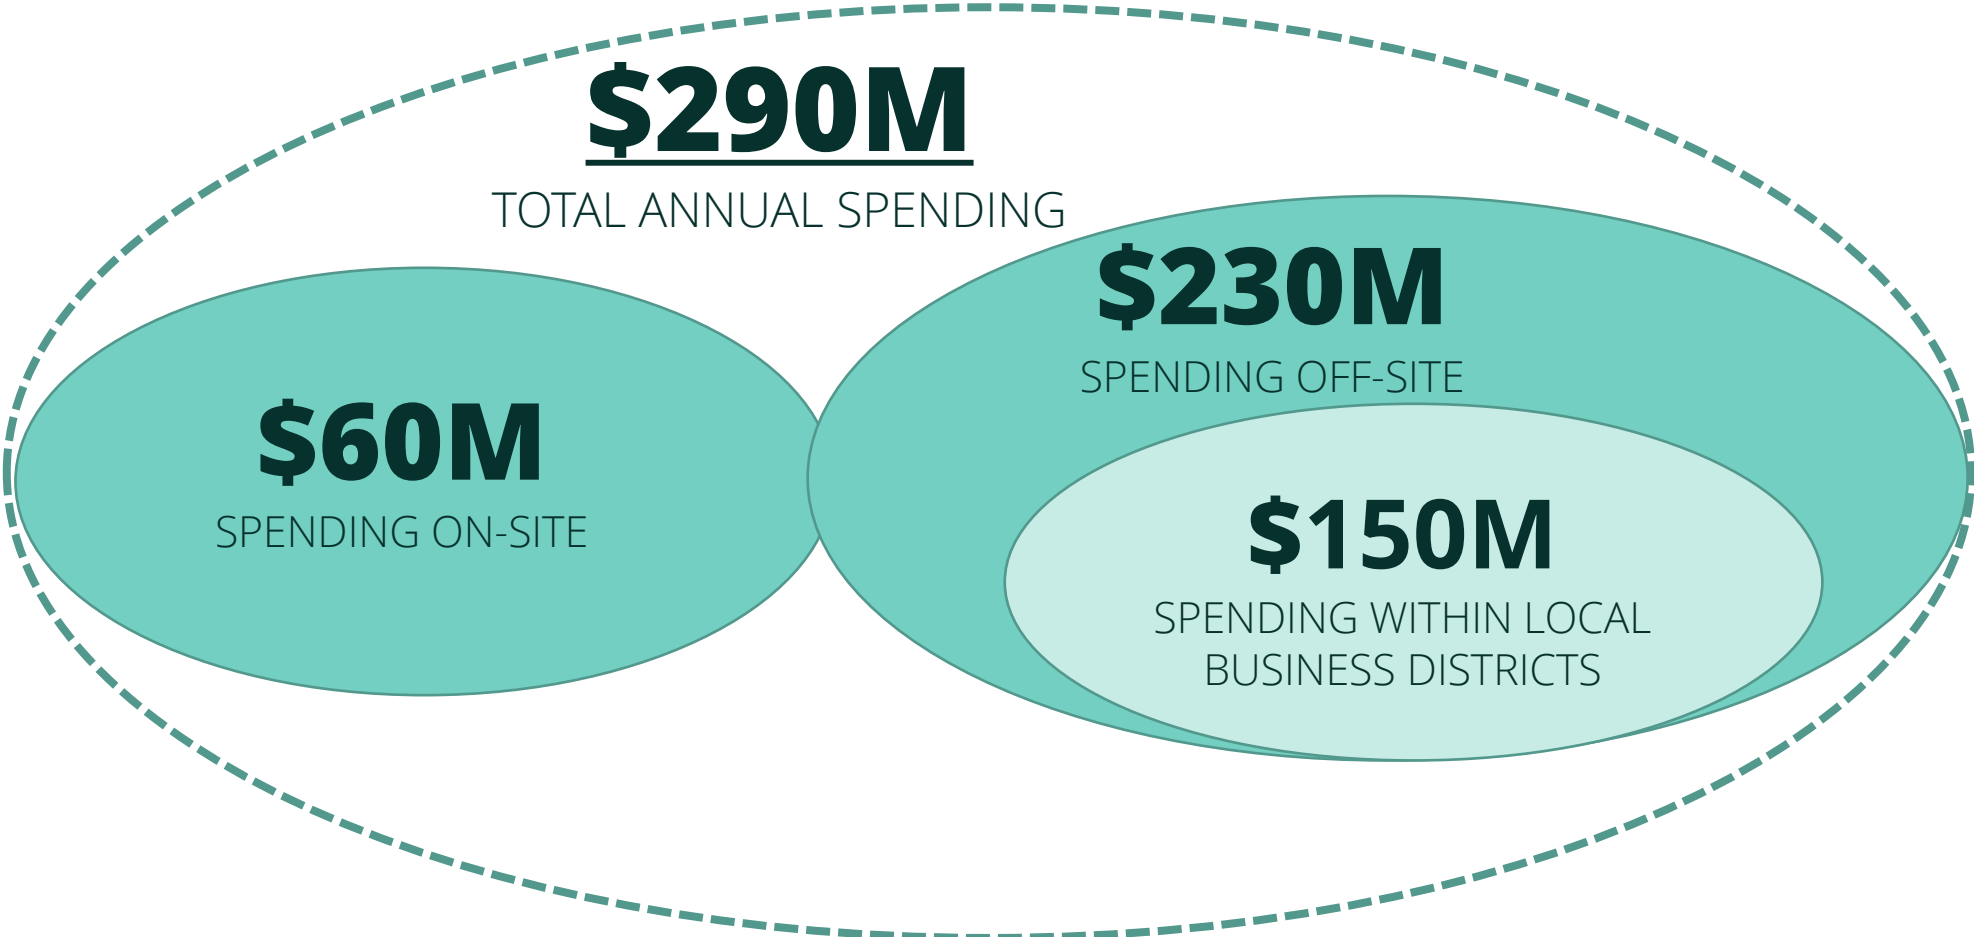 $290M
TOTAL ANNUAL SPENDING
$230M
SPENDING OFF-SITE
$60M
SPENDING ON-SITE
$150M
SPENDING WITHIN LOCAL
BUSINESS DISTRICTS